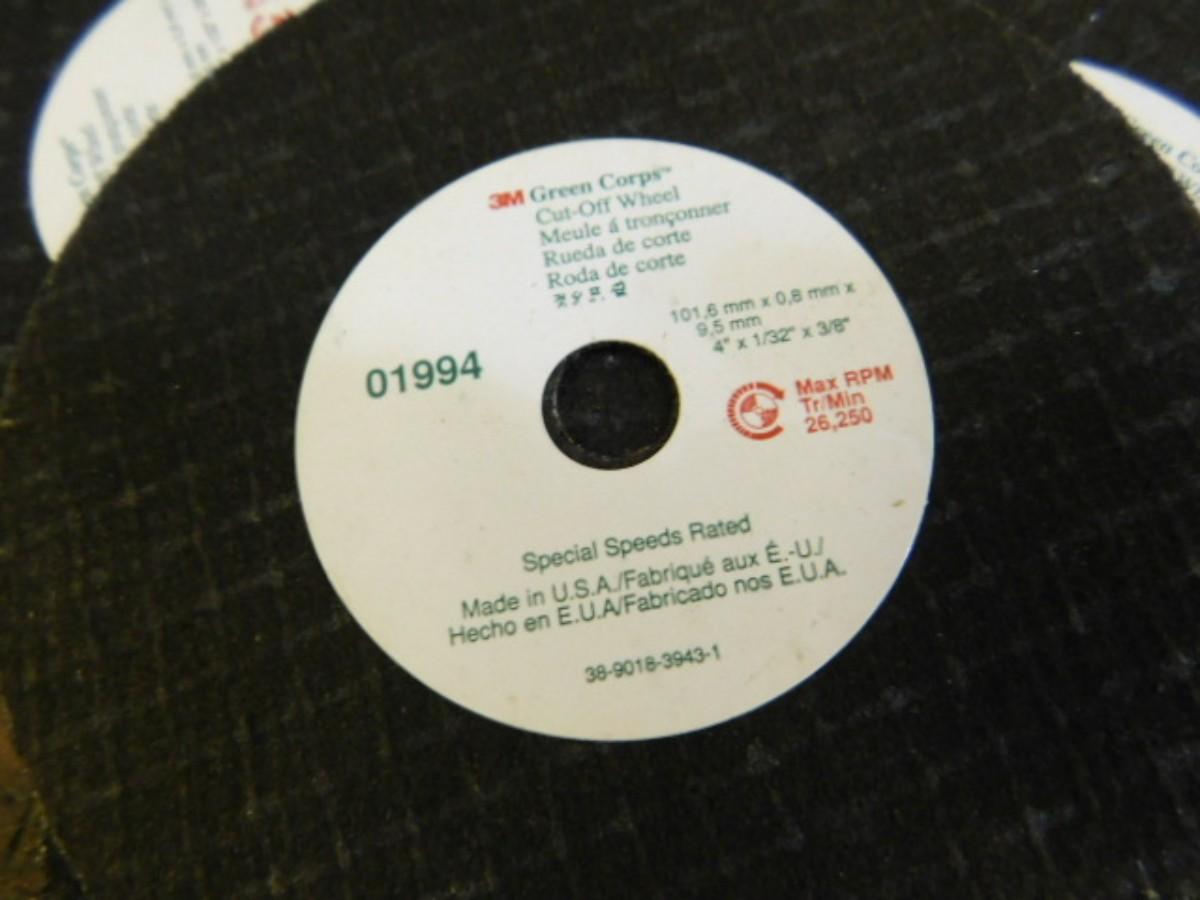 3M Green Corps™
Cut-Off Wheel
Meule á tronçonner
Rueda de corte
Roda de corte
101,6 mm x 0,8 mm x
9,5 mm
4" x 1/32" x 3/8"
01994
Max RPM
Tr/Min
26,250
Special Speeds Rated
Made in U.S.A./Fabriqué aux É.-U./
Hecho en E.U.A/Fabricado nos E.U.A.
38-9018-3943-1